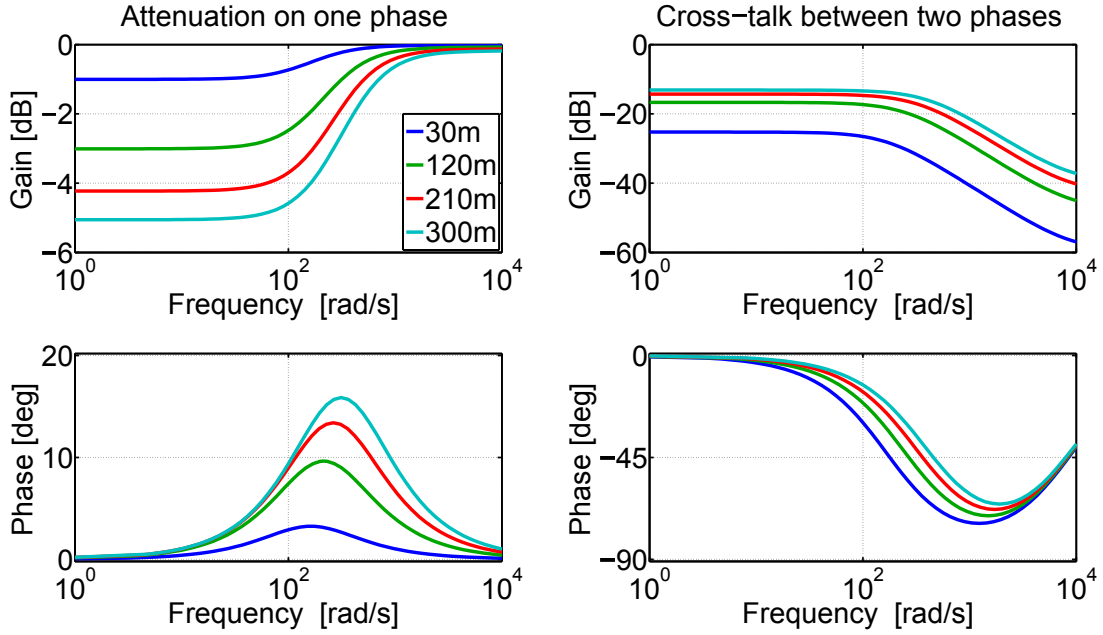 Attenuation on one phase
Gain [dB]
0
−2
−4
−6
10^0
10^2
10^4
Frequency [rad/s]
30m
120m
210m
300m
Cross−talk between two phases
Gain [dB]
0
−20
−40
−60
10^0
10^2
10^4
Frequency [rad/s]
Phase [deg]
20
10
0
10^0
10^2
10^4
Frequency [rad/s]
Phase [deg]
0
−45
−90
10^0
10^2
10^4
Frequency [rad/s]